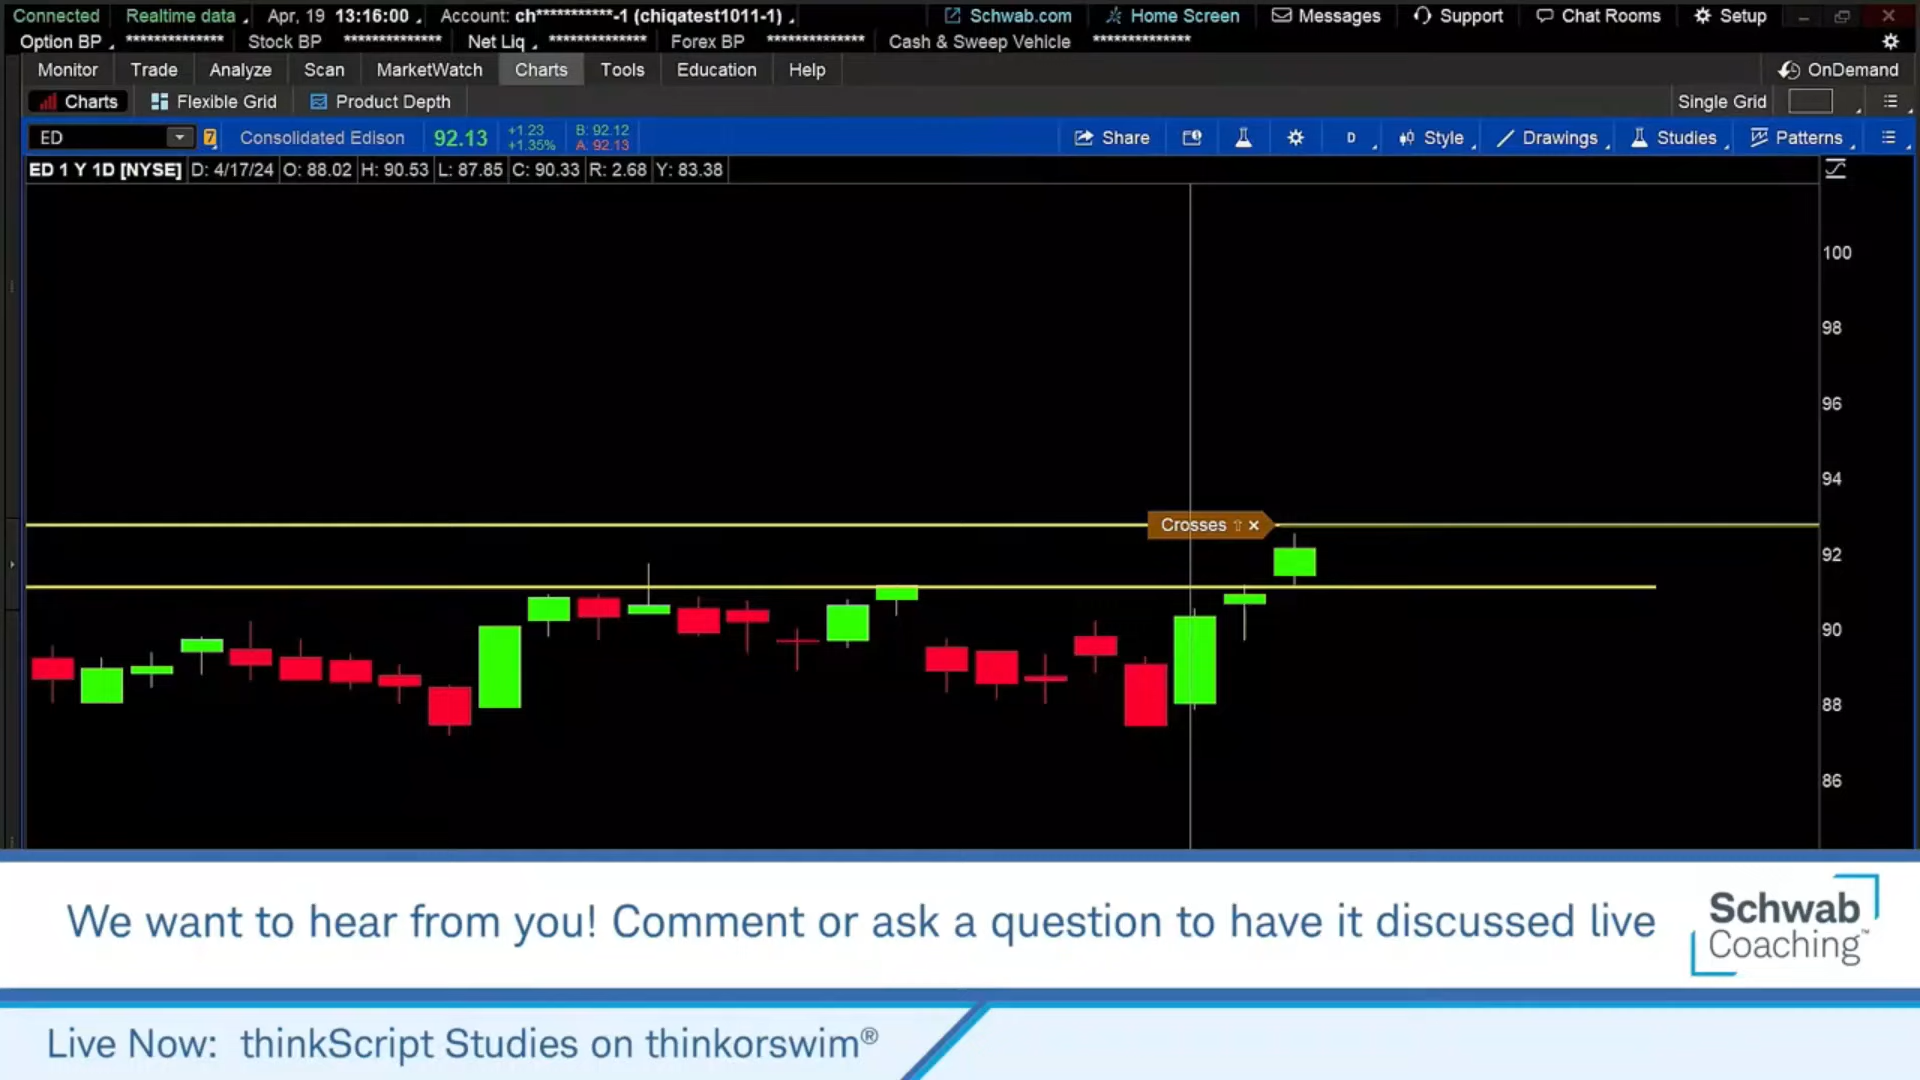 Connected Realtime data Apr, 19 13:16:00 Account: ch***********-1 (chiqatest1011-1) Schwab.com Home Screen Messages Support Chat Rooms Setup
Option BP ************** Stock BP ************** Net Liq ************** Forex BP ************** Cash & Sweep Vehicle **************
Monitor Trade Analyze Scan MarketWatch Charts Tools Education Help OnDemand
Charts Flexible Grid Product Depth Single Grid
ED 7 Consolidated Edison 92.13 +1.23 B: 92.12 Share D Style Drawings Studies Patterns
+1.35% A: 92.13
ED 1 Y 1D [NYSE] D: 4/17/24 O: 88.02 H: 90.53 L: 87.85 C: 90.33 R: 2.68 Y: 83.38
100
98
96
94
Crosses ⇧ ×
92
90
88
86
We want to hear from you! Comment or ask a question to have it discussed live
Schwab
Coaching™
Live Now: thinkScript Studies on thinkorswim®